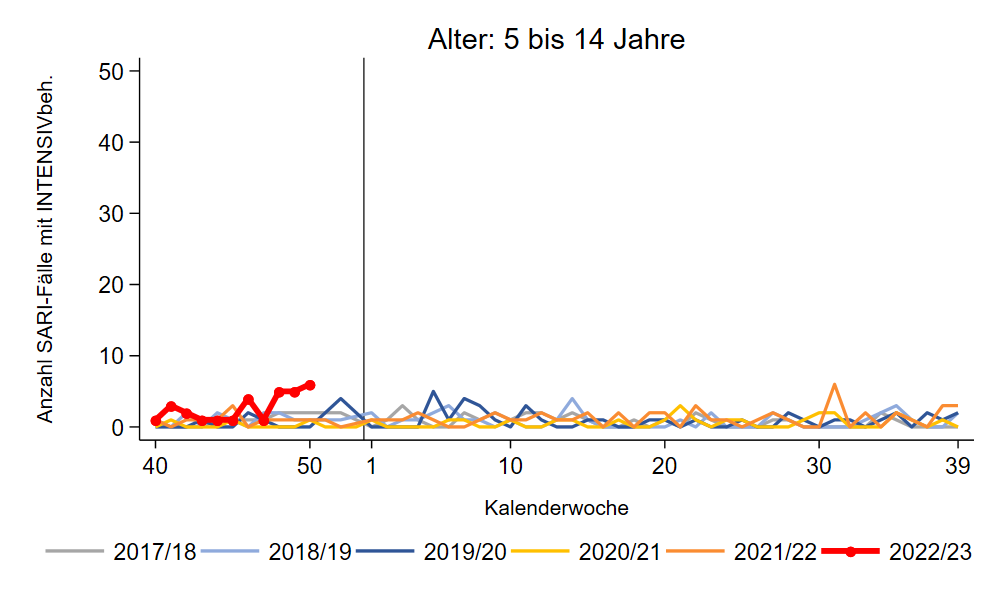 Alter: 5 bis 14 Jahre
Anzahl SARI-Fälle mit INTENSIVbeh.
50
40
30
20
10
0
40 50 1 10 20 30 39
Kalenderwoche
2017/18 2018/19 2019/20 2020/21 2021/22 2022/23